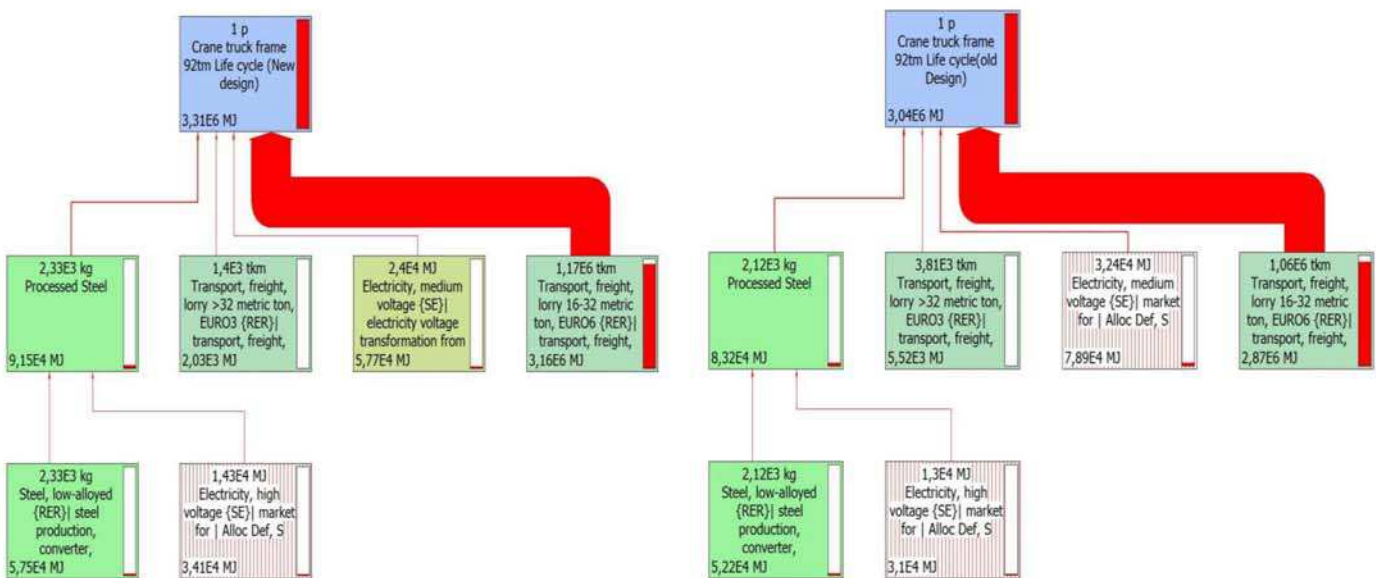 1 p
Crane truck frame
92tm Life cycle (New
design)
3,31E6 MJ
1 p
Crane truck frame
92tm Life cycle(old
Design)
3,04E6 MJ
2,33E3 kg
Processed Steel
9,15E4 MJ
1,4E3 tkm
Transport, freight,
lorry >32 metric ton,
EURO3 {RER}|
transport, freight,
2,03E3 MJ
2,4E4 MJ
Electricity, medium
voltage {SE}|
electricity voltage
transformation from
5,77E4 MJ
1,17E6 tkm
Transport, freight,
lorry 16-32 metric
ton, EURO6 {RER}|
transport, freight,
3,16E6 MJ
2,12E3 kg
Processed Steel
8,32E4 MJ
3,81E3 tkm
Transport, freight,
lorry >32 metric ton,
EURO3 {RER}|
transport, freight,
5,52E3 MJ
3,24E4 MJ
Electricity, medium
voltage {SE}| market
for | Alloc Def, S
7,89E4 MJ
1,06E6 tkm
Transport, freight,
lorry 16-32 metric
ton, EURO6 {RER}|
transport, freight,
2,87E6 MJ
2,33E3 kg
Steel, low-alloyed
{RER}| steel
production,
converter,
5,75E4 MJ
1,43E4 MJ
Electricity, high
voltage {SE}| market
for | Alloc Def, S
3,41E4 MJ
2,12E3 kg
Steel, low-alloyed
{RER}| steel
production,
converter,
5,22E4 MJ
1,3E4 MJ
Electricity, high
voltage {SE}| market
for | Alloc Def, S
3,1E4 MJ